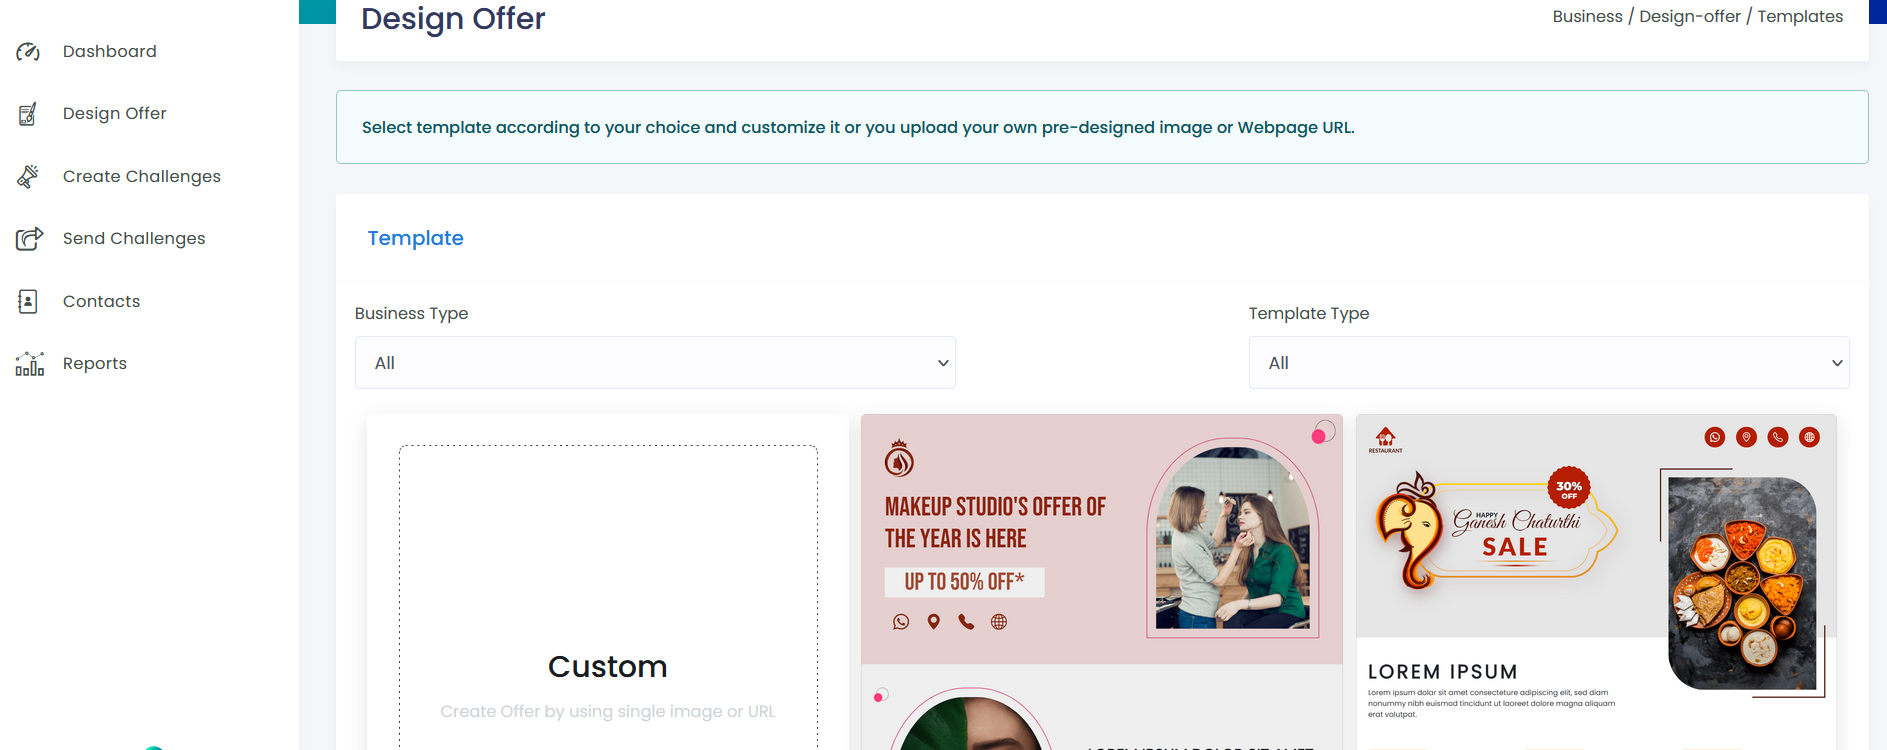 Design Offer
Business / Design-offer / Templates
Dashboard
Design Offer
Create Challenges
Send Challenges
Contacts
Reports
Select template according to your choice and customize it or you upload your own pre-designed image or Webpage URL.
Template
Business Type
All
Template Type
All
Custom
Create Offer by using single image or URL
MAKEUP STUDIO'S OFFER OF
THE YEAR IS HERE
UP TO 50% OFF*
RESTAURANT
30%
OFF
HAPPY
Ganesh Chaturthi
SALE
LOREM IPSUM
Lorem ipsum dolor sit amet consecteture adipiscing elit, sed diam
nonummy nibh euismod tincidunt ut laoreet dolore magna aliquam
erat volutpat.